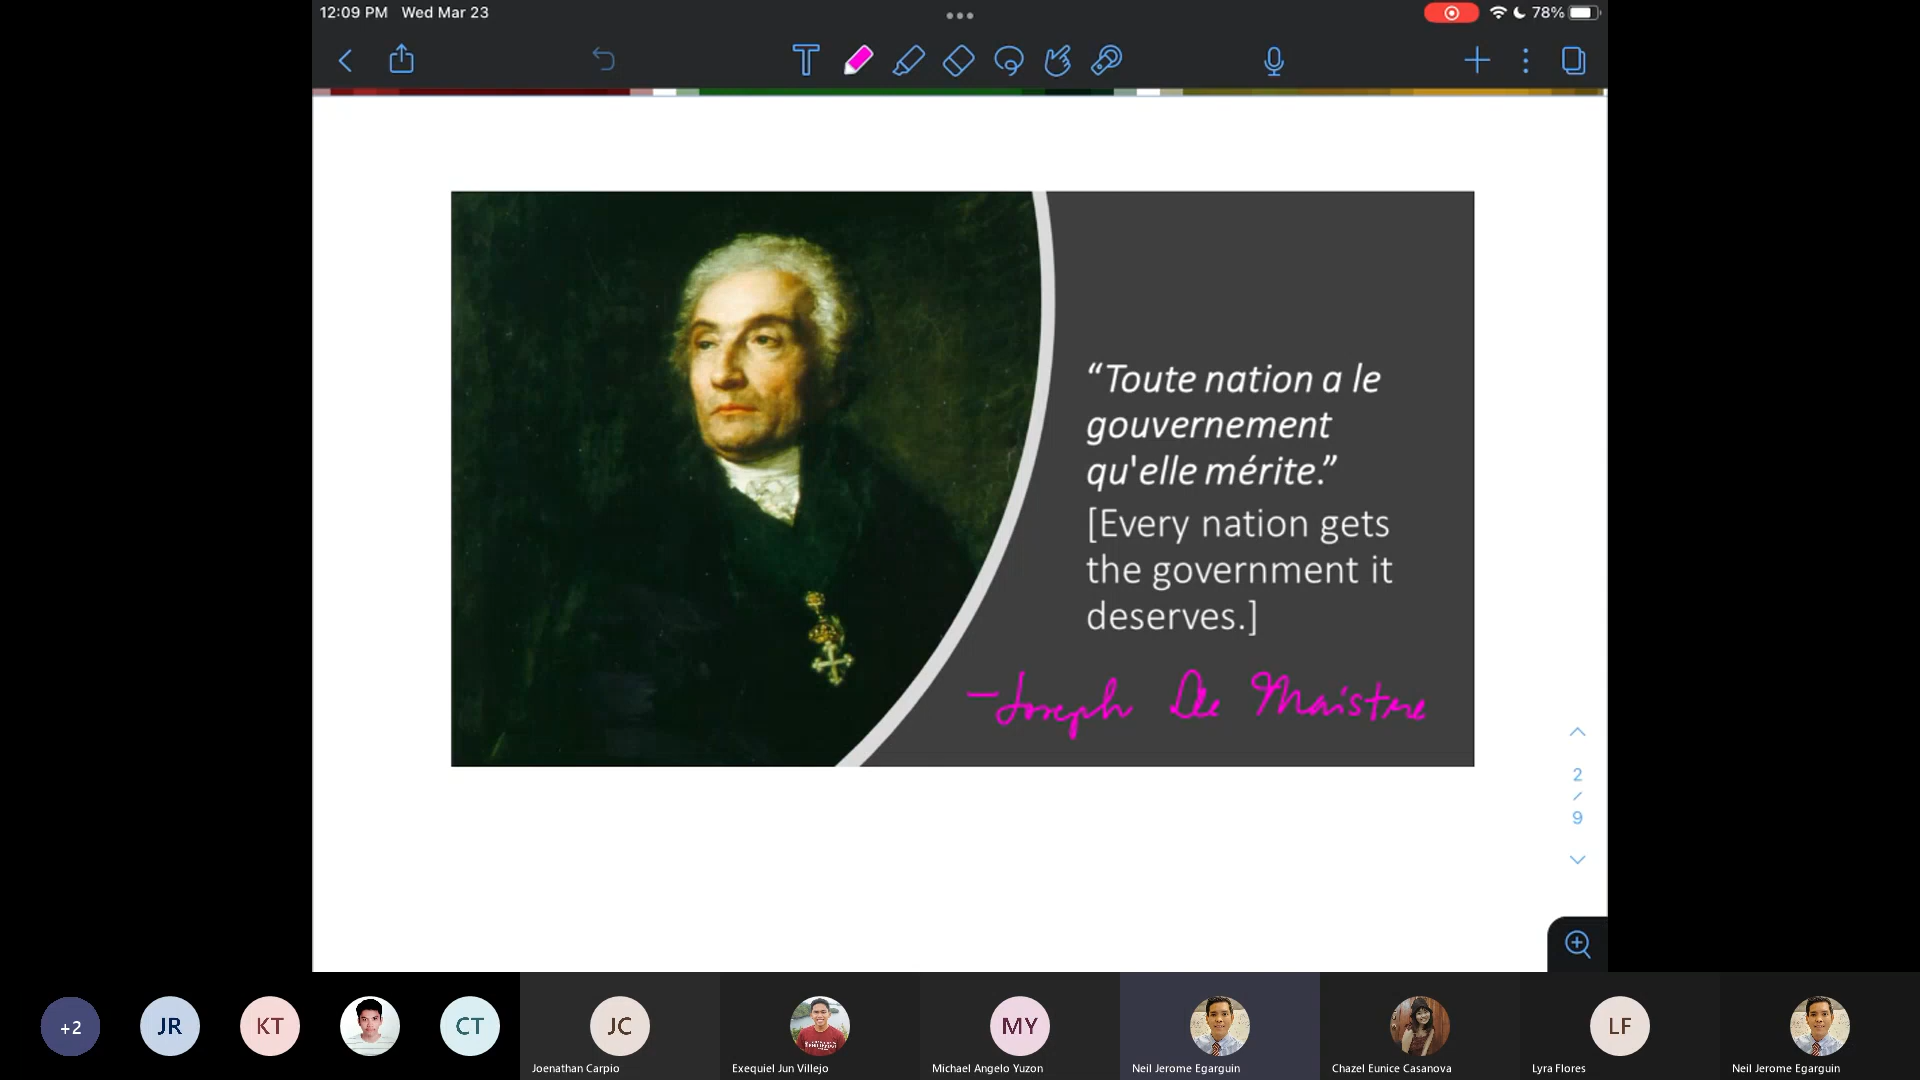 12:09 PM Wed Mar 23
78%
“Toute nation a le
gouvernement
qu'elle mérite.”
[Every nation gets
the government it
deserves.]
—Joseph De Maistre
2
/
9
+2
JR
KT
CT
JC
MY
LF
Joenathan Carpio
Exequiel Jun Villejo
Michael Angelo Yuzon
Neil Jerome Egarguin
Chazel Eunice Casanova
Lyra Flores
Neil Jerome Egarguin